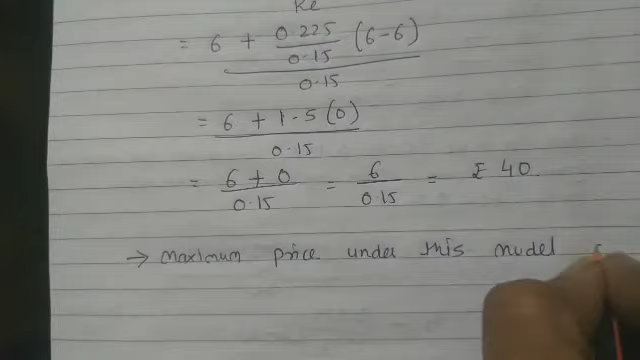 Ke
= 6 + 0.225/0.15 (6-6)
0.15
= 6 + 1.5 (0)
0.15
= 6 + 0 / 0.15 = 6 / 0.15 = ₹ 40
→ maximum price under this model